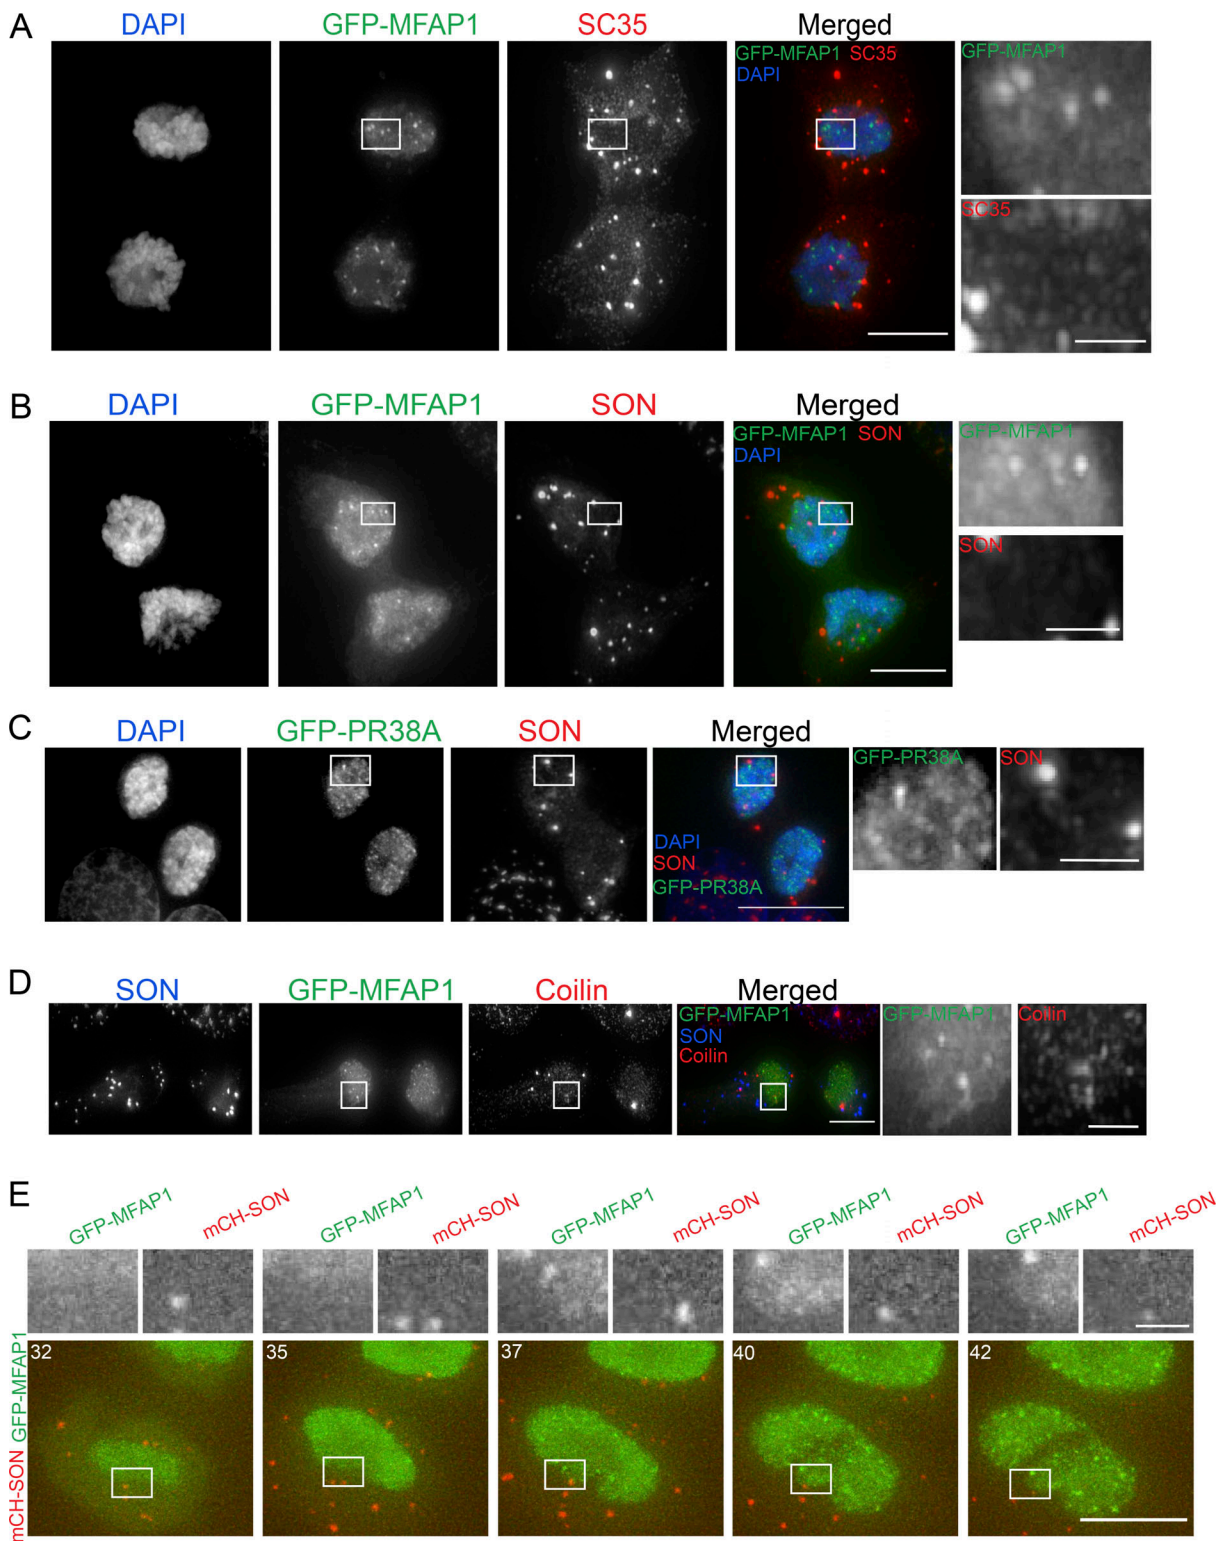 A
DAPI GFP-MFAP1 SC35 Merged
GFP-MFAP1 SC35
DAPI
GFP-MFAP1
SC35
B
DAPI GFP-MFAP1 SON Merged
GFP-MFAP1 SON
DAPI
GFP-MFAP1
SON
C
DAPI GFP-PR38A SON Merged
DAPI
SON
GFP-PR38A
GFP-PR38A
SON
D
SON GFP-MFAP1 Coilin Merged
GFP-MFAP1
SON
Coilin
GFP-MFAP1
Coilin
E
GFP-MFAP1 mCH-SON GFP-MFAP1 mCH-SON GFP-MFAP1 mCH-SON GFP-MFAP1 mCH-SON GFP-MFAP1 mCH-SON
mCH-SON GFP-MFAP1
32 35 37 40 42